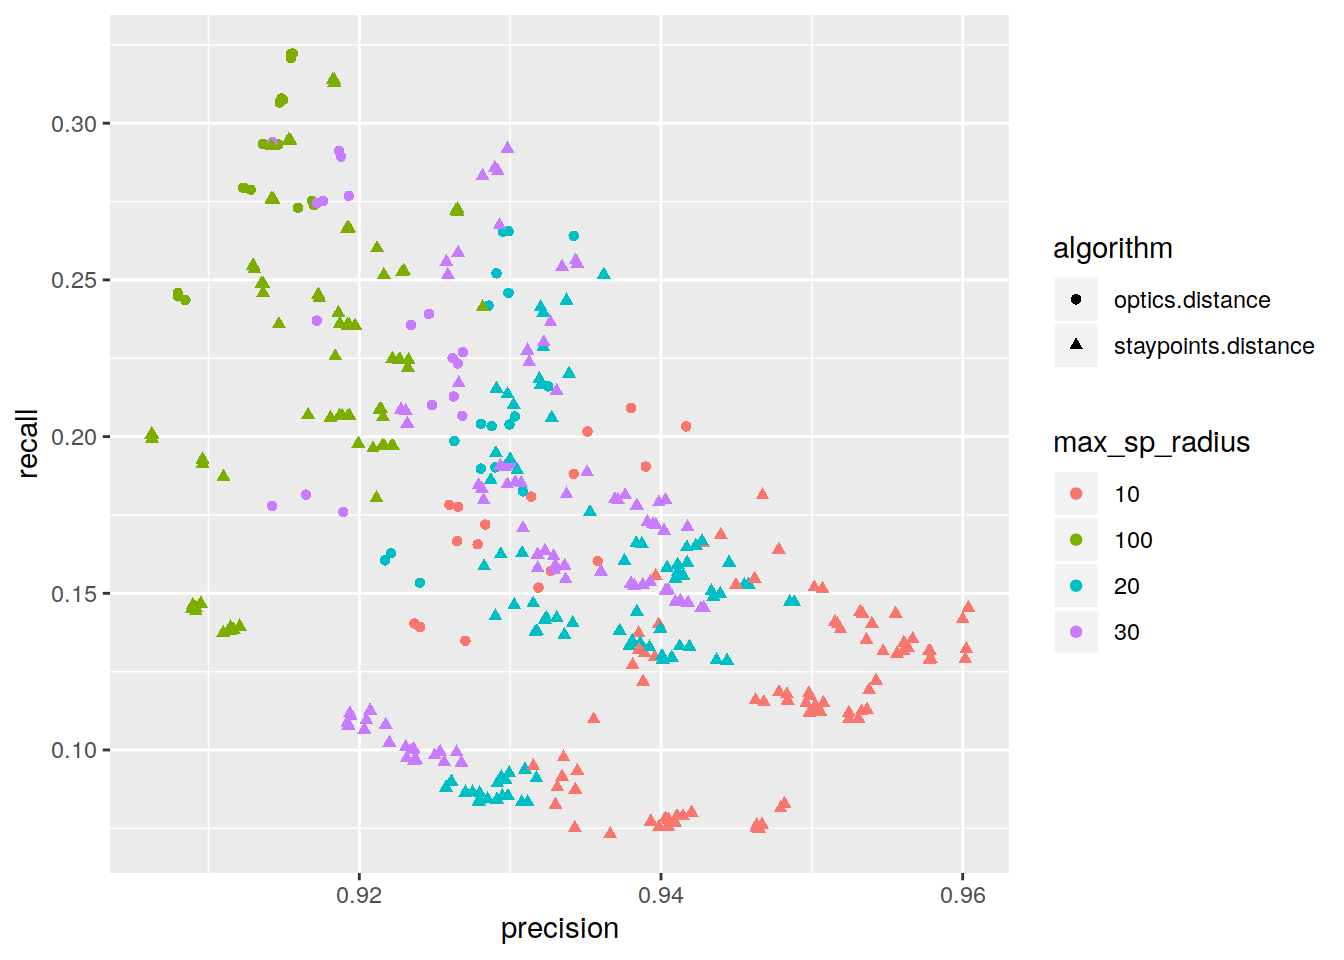 0.30
0.25
0.20
0.15
0.10
recall
0.92
0.94
0.96
precision
algorithm
optics.distance
staypoints.distance
max_sp_radius
10
100
20
30